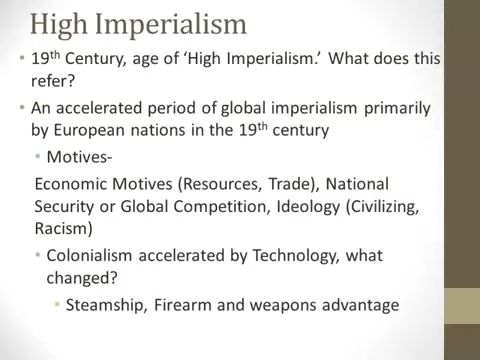 High Imperialism
• 19th Century, age of ‘High Imperialism.’ What does this
refer?
• An accelerated period of global imperialism primarily
by European nations in the 19th century
• Motives-
Economic Motives (Resources, Trade), National
Security or Global Competition, Ideology (Civilizing,
Racism)
• Colonialism accelerated by Technology, what
changed?
• Steamship, Firearm and weapons advantage